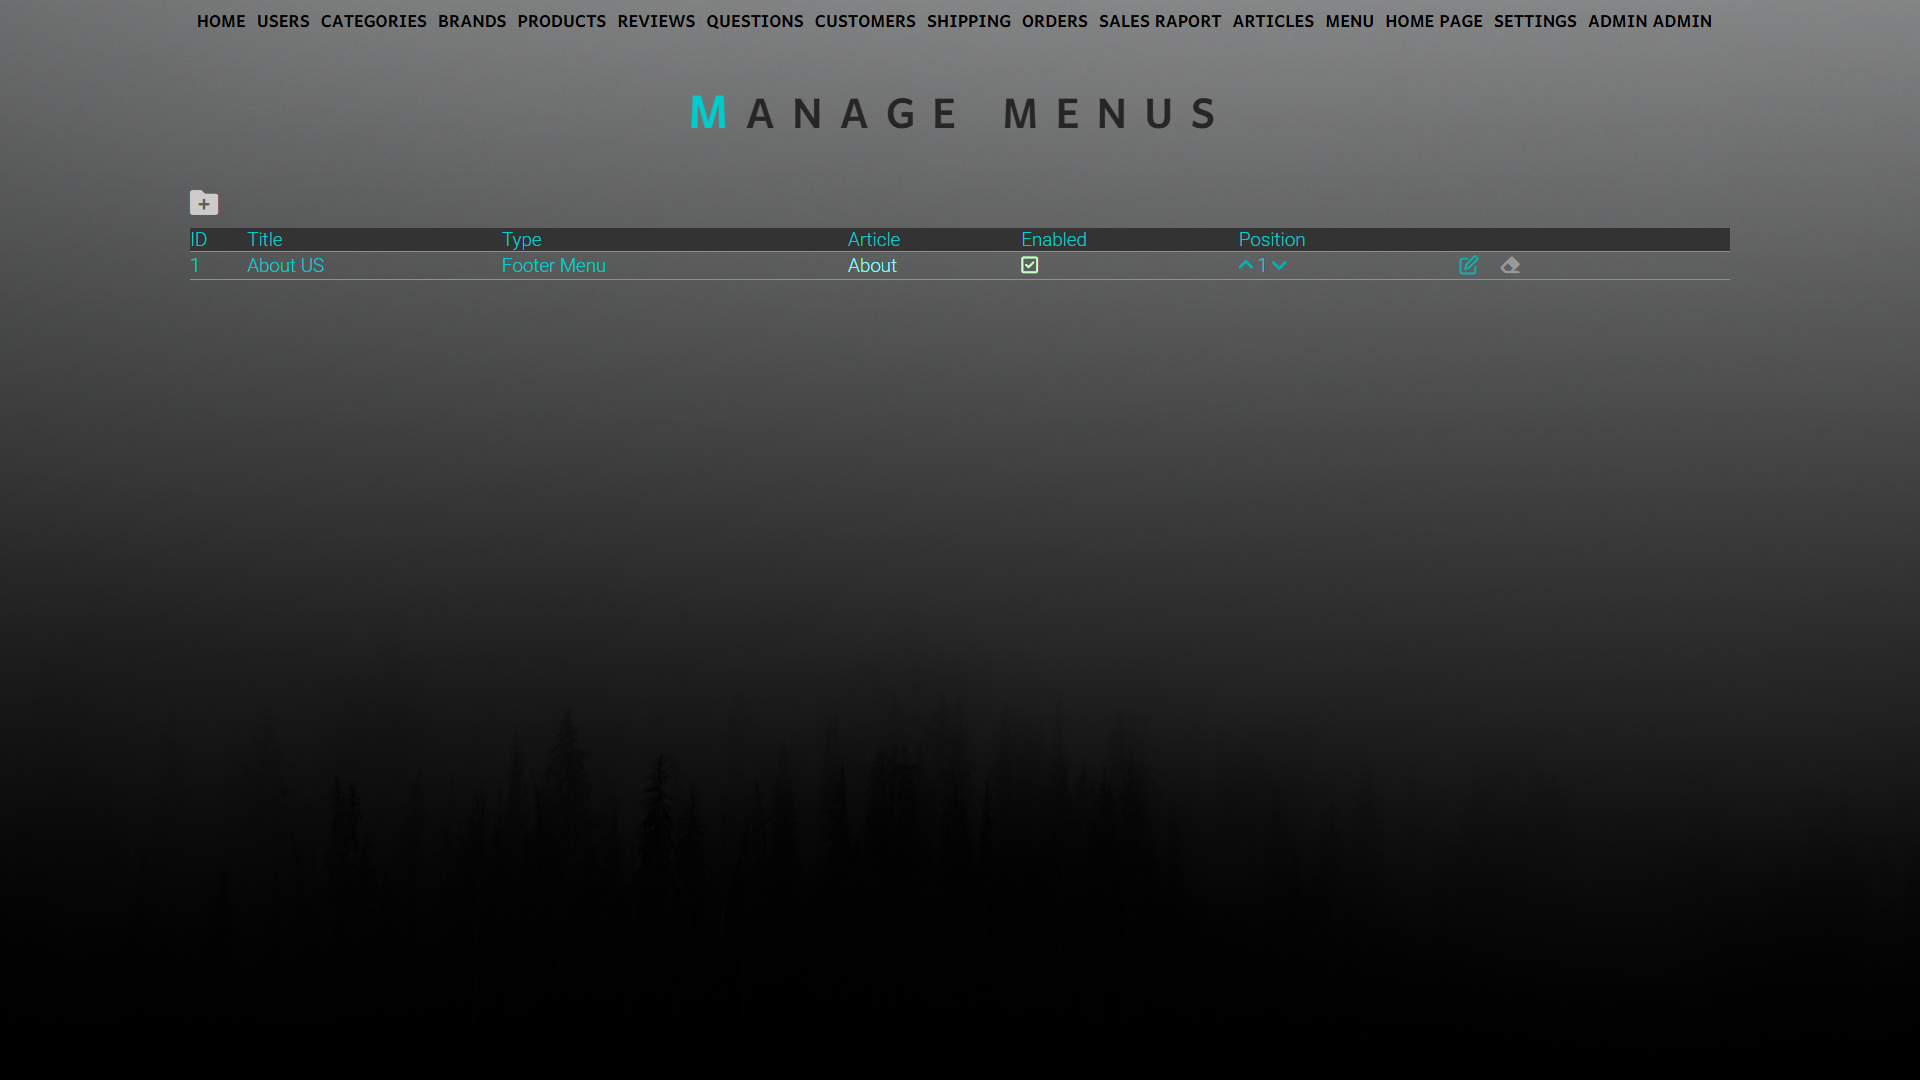 HOME USERS CATEGORIES BRANDS PRODUCTS REVIEWS QUESTIONS CUSTOMERS SHIPPING ORDERS SALES RAPORT ARTICLES MENU HOME PAGE SETTINGS ADMIN ADMIN
MANAGE MENUS
ID Title Type Article Enabled Position
1 About US Footer Menu About 1